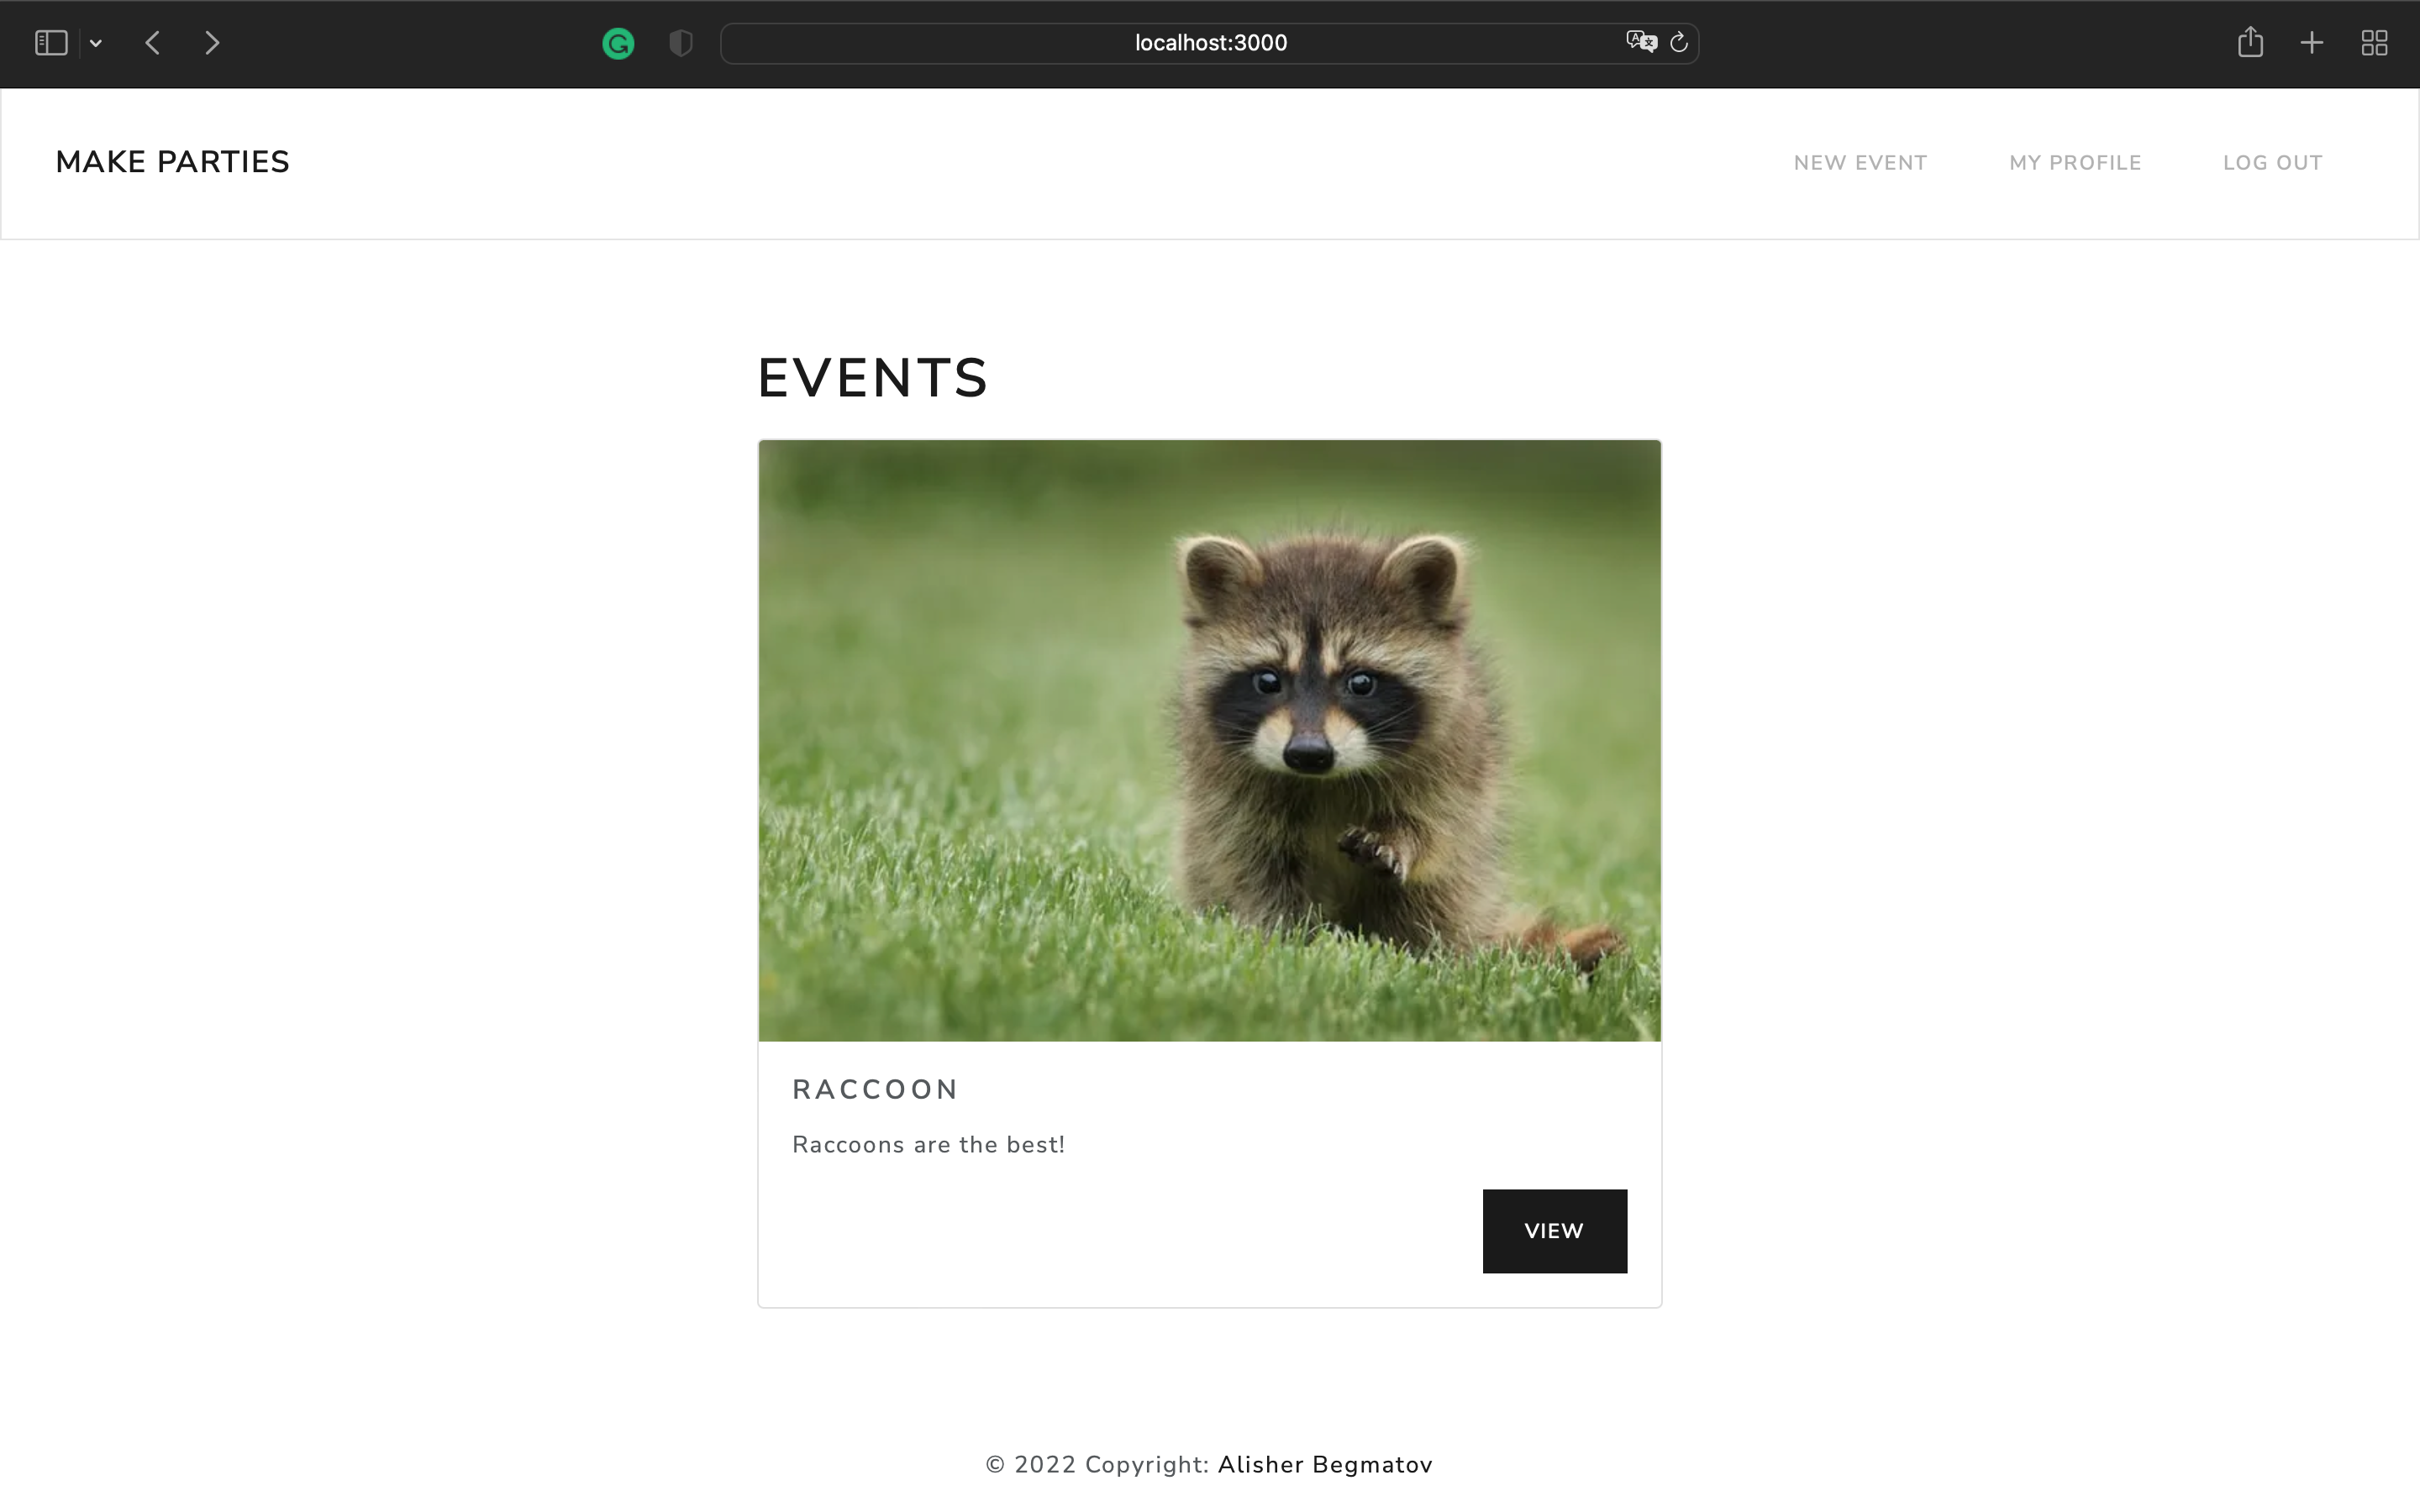 localhost:3000
MAKE PARTIES
NEW EVENT MY PROFILE LOG OUT
EVENTS
RACCOON
Raccoons are the best!
VIEW
© 2022 Copyright: Alisher Begmatov